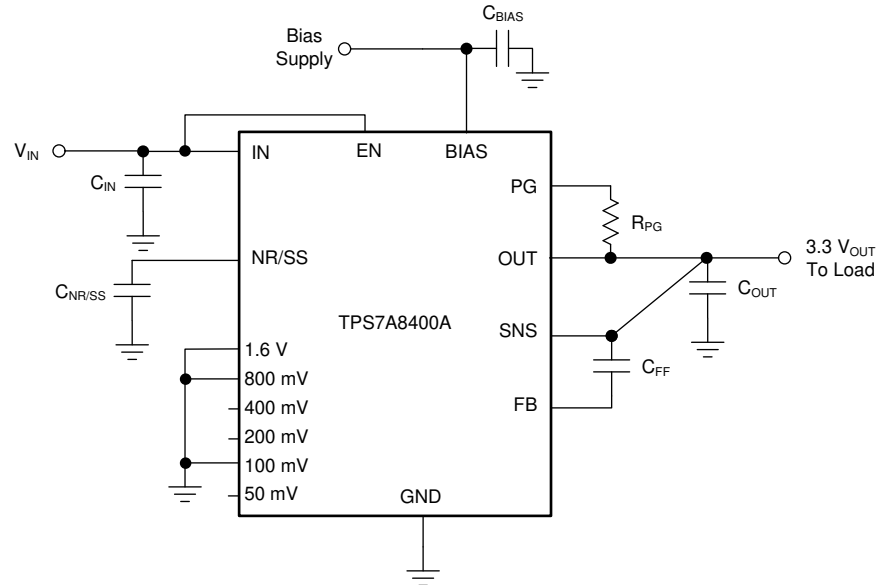 C_BIAS
Bias
Supply
V_IN
IN
EN
BIAS
C_IN
PG
R_PG
NR/SS
OUT
3.3 V_OUT
To Load
C_NR/SS
C_OUT
TPS7A8400A
SNS
1.6 V
800 mV
C_FF
400 mV
FB
200 mV
100 mV
50 mV
GND